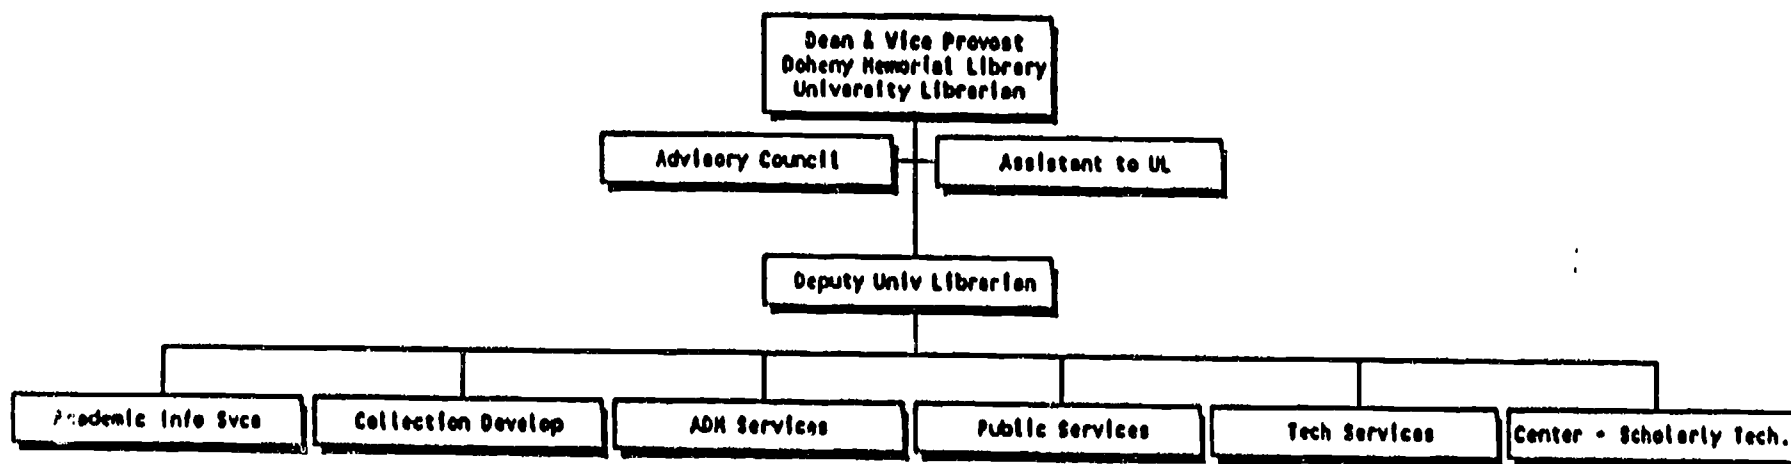 Dean & Vice Provost
Doheny Memorial Library
University Librarian
Advisory Council
Assistant to UL
Deputy Univ Librarian
Academic Info Svcs
Collection Develop
ADM Services
Public Services
Tech Services
Center - Scholarly Tech.